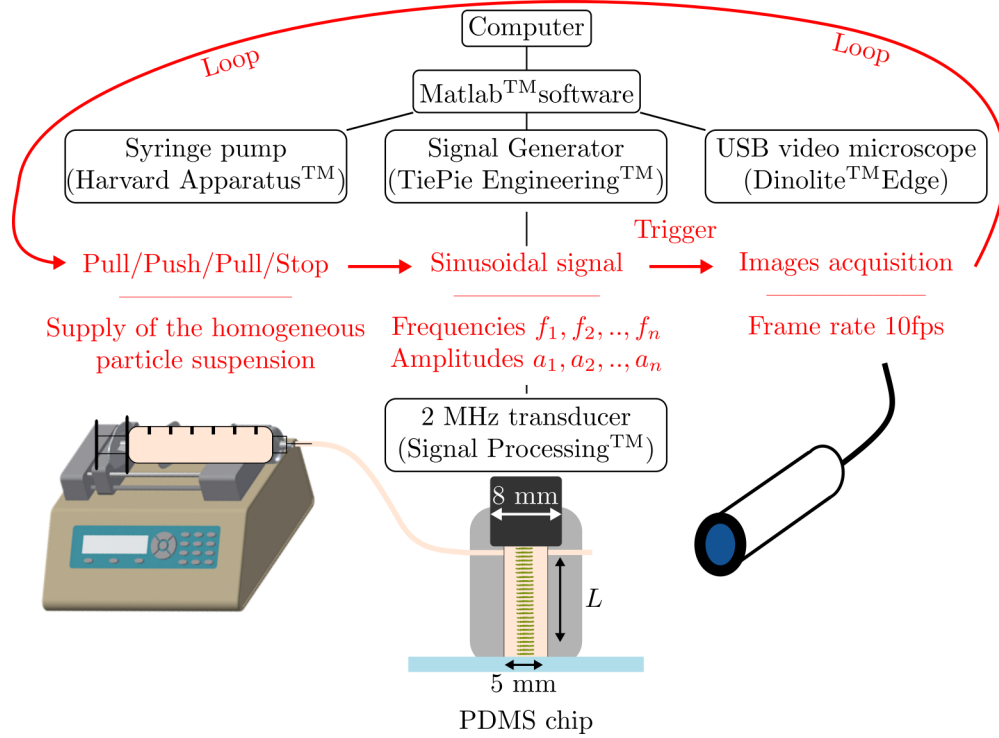 Computer
Loop
Loop
Matlab™software
Syringe pump
(Harvard Apparatus™)
Signal Generator
(TiePie Engineering™)
USB video microscope
(Dinolite™Edge)
Trigger
Pull/Push/Pull/Stop
Sinusoidal signal
Images acquisition
Supply of the homogeneous
particle suspension
Frequencies f₁, f₂, .., fₙ
Amplitudes a₁, a₂, .., aₙ
Frame rate 10fps
2 MHz transducer
(Signal Processing™)
8 mm
L
5 mm
PDMS chip